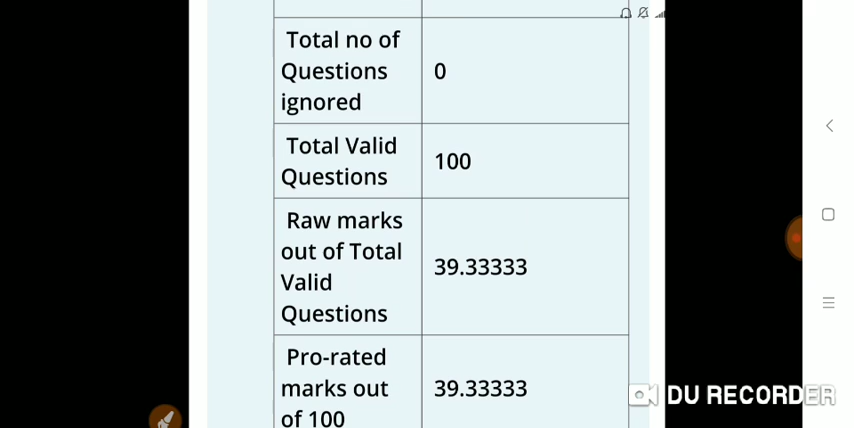 Total no of
Questions
ignored
0
Total Valid
Questions
100
Raw marks
out of Total
Valid
Questions
39.33333
Pro-rated
marks out
of 100
39.33333
DU RECORDER